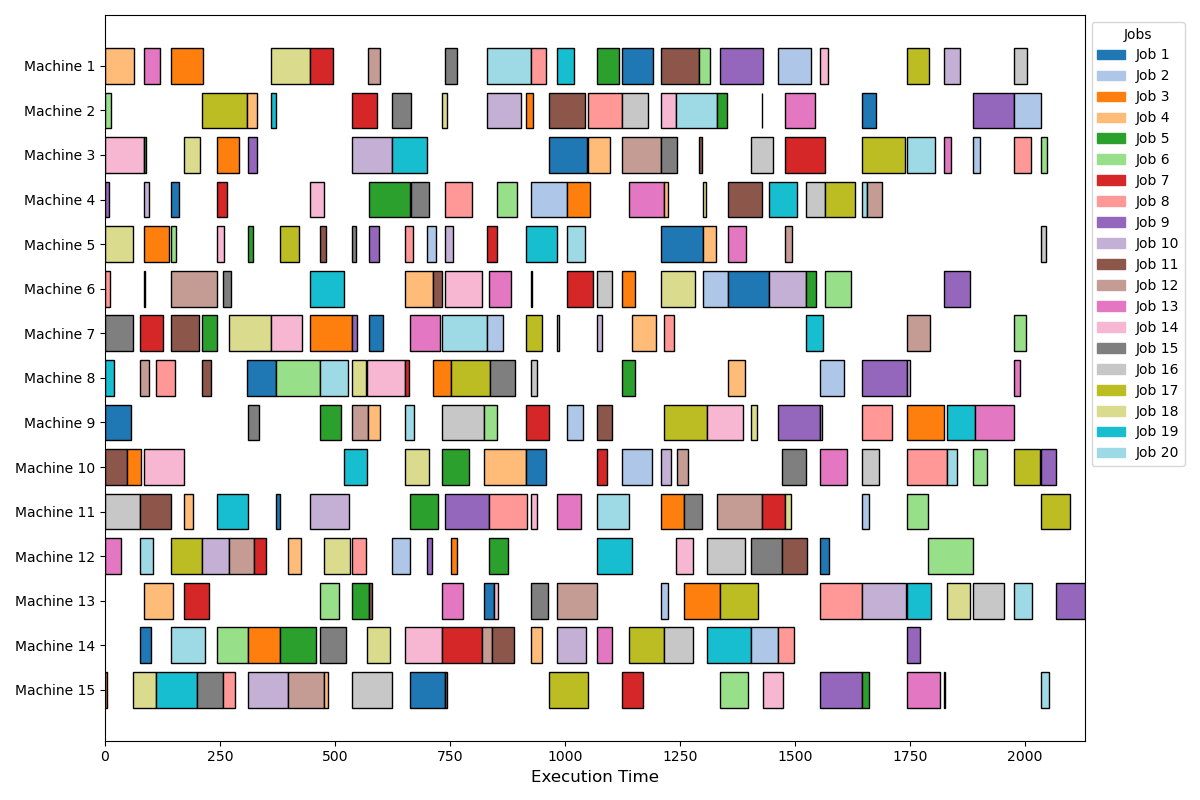 Machine 1
Machine 2
Machine 3
Machine 4
Machine 5
Machine 6
Machine 7
Machine 8
Machine 9
Machine 10
Machine 11
Machine 12
Machine 13
Machine 14
Machine 15
0 250 500 750 1000 1250 1500 1750 2000
Execution Time
Jobs
Job 1
Job 2
Job 3
Job 4
Job 5
Job 6
Job 7
Job 8
Job 9
Job 10
Job 11
Job 12
Job 13
Job 14
Job 15
Job 16
Job 17
Job 18
Job 19
Job 20